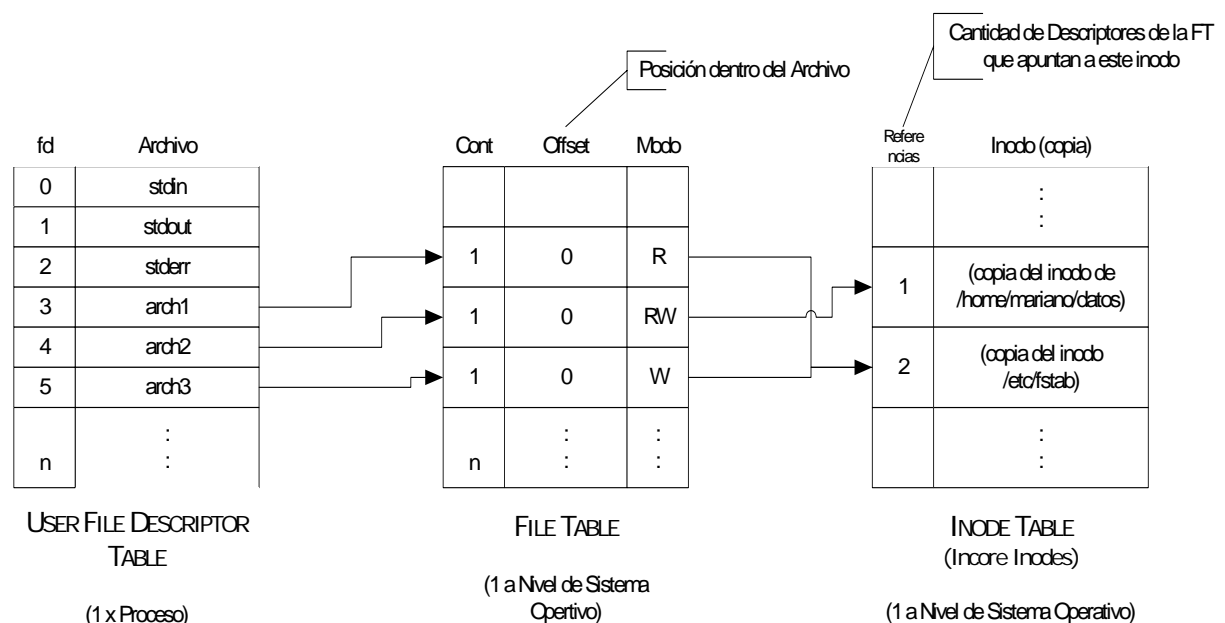 Cantidad de Descriptores de la FT
que apuntan a este inodo
Posición dentro del Archivo
fd Archivo
0 stdin
1 stdout
2 stderr
3 arch1
4 arch2
5 arch3
: :
n
USER FILE DESCRIPTOR
TABLE
(1 x Proceso)
Cont Offset Modo
1 0 R
1 0 RW
1 0 W
n : :
FILE TABLE
(1 a Nivel de Sistema
Opertivo)
Refere
ncias
Inodo (copia)
: :
1
(copia del inodo de
/home/mariano/datos)
2
(copia del inodo
/etc/fstab)
: :
INODE TABLE
(Incore Inodes)
(1 a Nivel de Sistema Operativo)